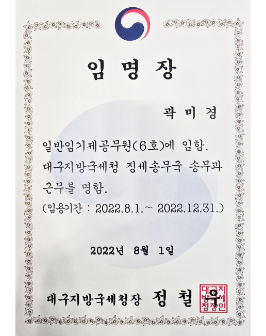 임명장
곽미경
일반임기제공무원(6호)에 임함.
대구지방국세청 징세송무국 송무과
근무를 명함.
(임용기간 : 2022.8.1.~ 2022.12.31.)
2022년 8월 1일
대구지방국세청장 정철우